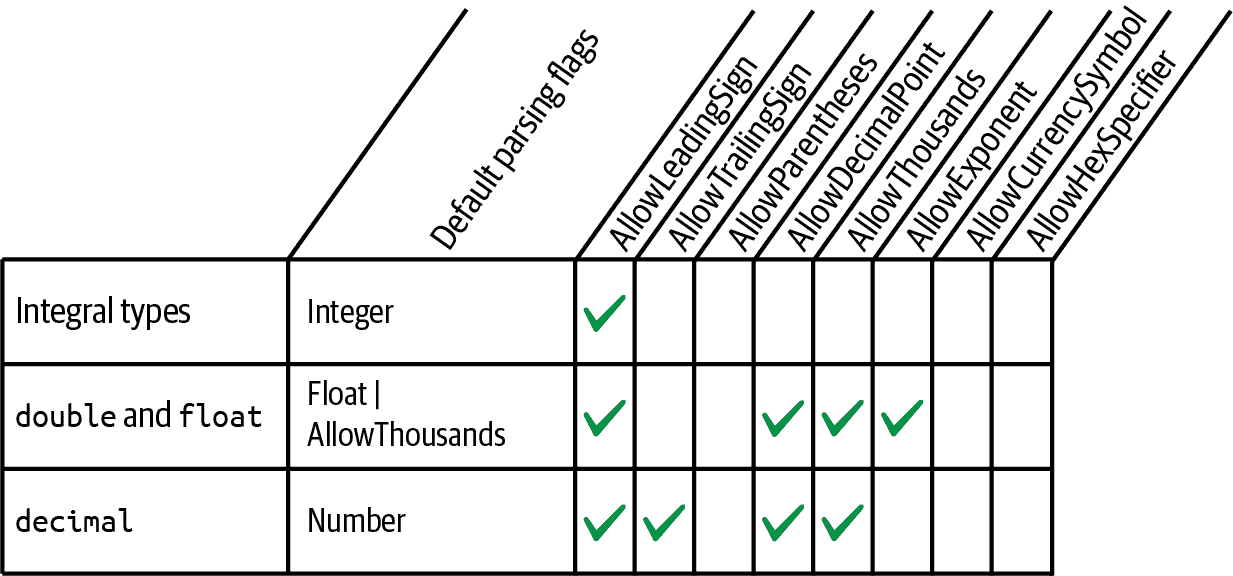 Default parsing flags
AllowLeadingSign
AllowTrailingSign
AllowParentheses
AllowDecimalPoint
AllowThousands
AllowExponent
AllowCurrencySymbol
AllowHexSpecifier
Integral types
Integer
double and float
Float |
AllowThousands
decimal
Number